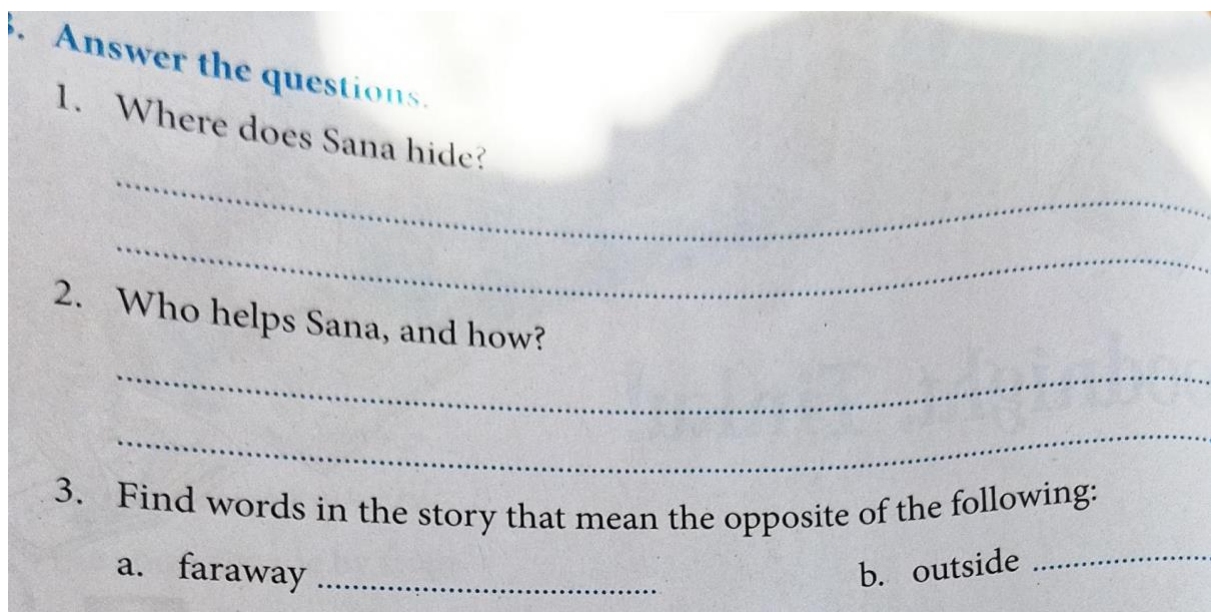 . Answer the questions.
1. Where does Sana hide?
2. Who helps Sana, and how?
3. Find words in the story that mean the opposite of the following:
a. faraway ........................ b. outside ........................